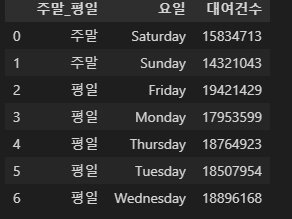 주말_평일 요일 대여건수
0 주말 Saturday 15834713
1 주말 Sunday 14321043
2 평일 Friday 19421429
3 평일 Monday 17953599
4 평일 Thursday 18764923
5 평일 Tuesday 18507954
6 평일 Wednesday 18896168